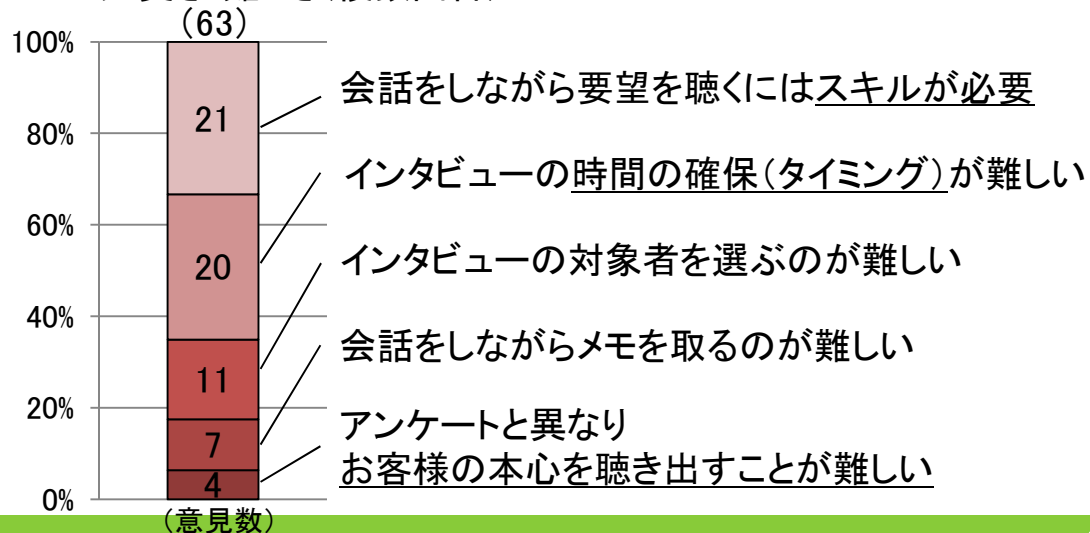 (63)
100%
80%
60%
40%
20%
0%
21
20
11
7
4
会話をしながら要望を聴くにはスキルが必要
インタビューの時間の確保(タイミング)が難しい
インタビューの対象者を選ぶのが難しい
会話をしながらメモを取るのが難しい
アンケートと異なり
お客様の本心を聴き出すことが難しい
(意見数)